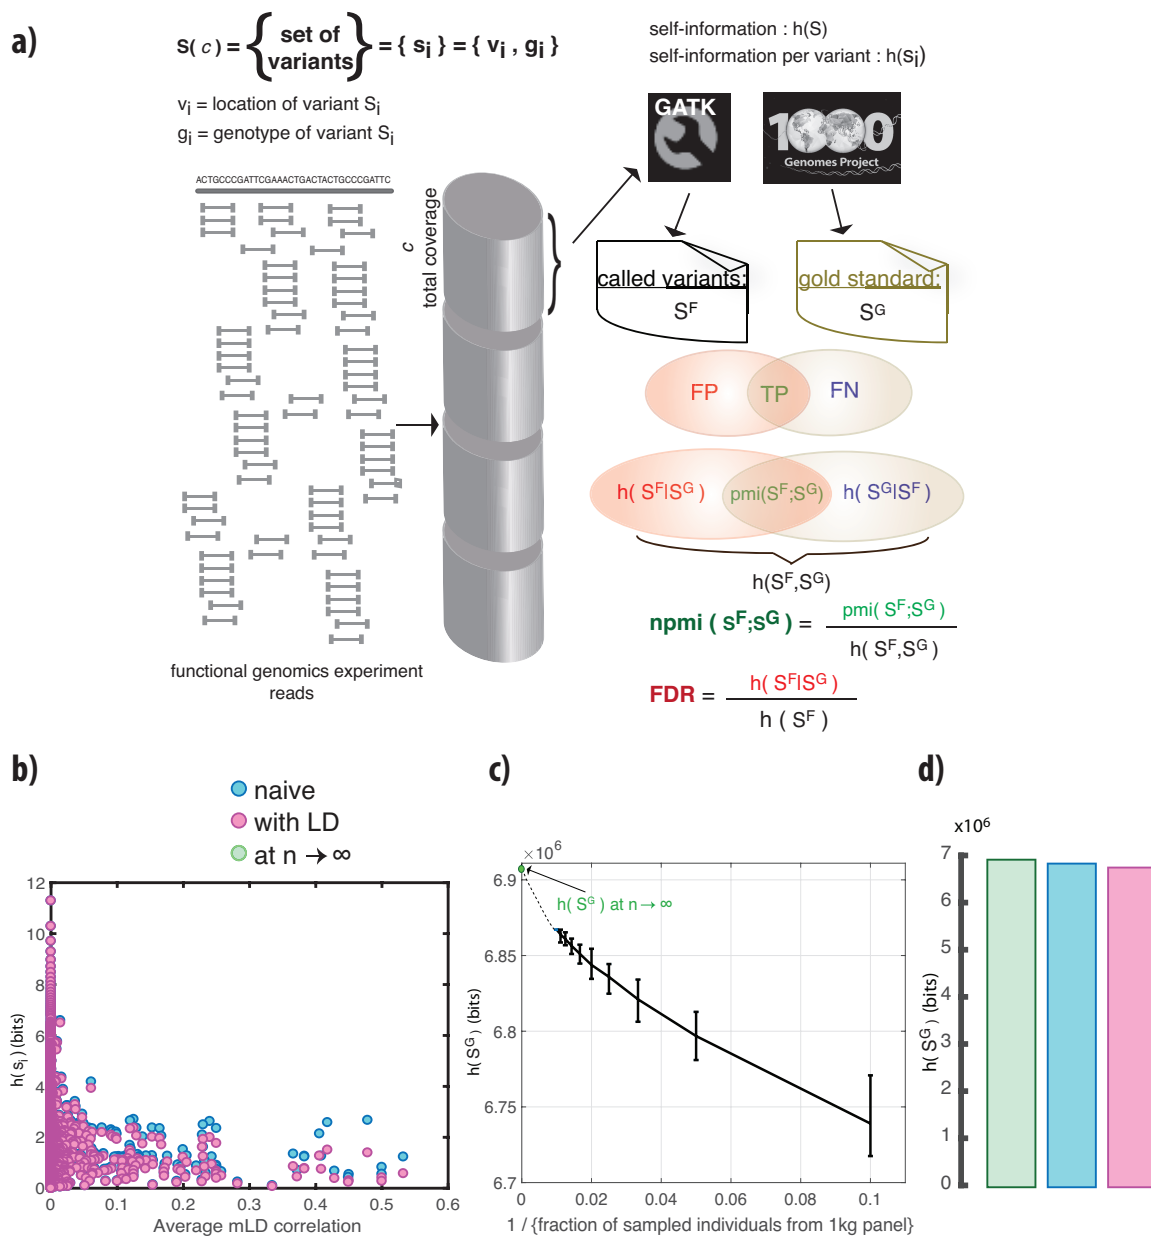 a)
S( c ) = { set of variants } = { si } = { vi , gi }
vi = location of variant Si
gi = genotype of variant Si
self-information : h(S)
self-information per variant : h(si)
GATK
1000
Genomes Project
ACTGCCCGATTCGAAACTGACTACTGCCCGATTC
c
total coverage
called variants:
SF
gold standard:
SG
FP
TP
FN
h( SF|SG )
pmi(SF;SG)
h( SG|SF )
h(SF,SG)
npmi ( SF;SG ) = pmi( SF;SG ) / h( SF,SG )
FDR = h( SF|SG ) / h ( SF )
functional genomics experiment
reads
b)
naive
with LD
at n → ∞
12
10
8
6
4
2
0
h( si ) (bits)
0
0.1
0.2
0.3
0.4
0.5
0.6
Average mLD correlation
c)
×106
6.9
6.85
6.8
6.75
6.7
h( SG ) (bits)
h( SG ) at n → ∞
0
0.02
0.04
0.06
0.08
0.1
1 / {fraction of sampled individuals from 1kg panel}
d)
x106
7
6
5
4
3
2
1
0
h( SG ) (bits)